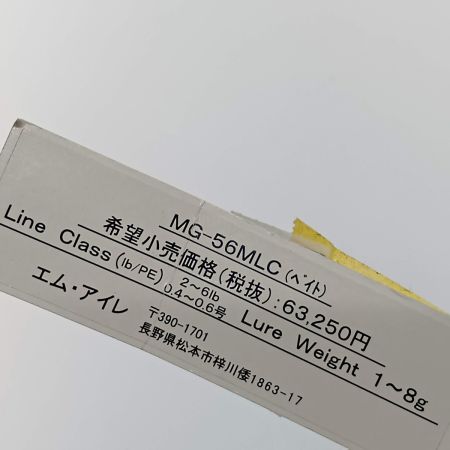 MG-56MLC(ベイト)
希望小売価格(税抜):63,250円
Line Class(lb/PE) 2~6lb 0.4~0.6号 Lure Weight 1~8g
エム・アイレ 〒390-1701
長野県松本市梓川倭1863-17